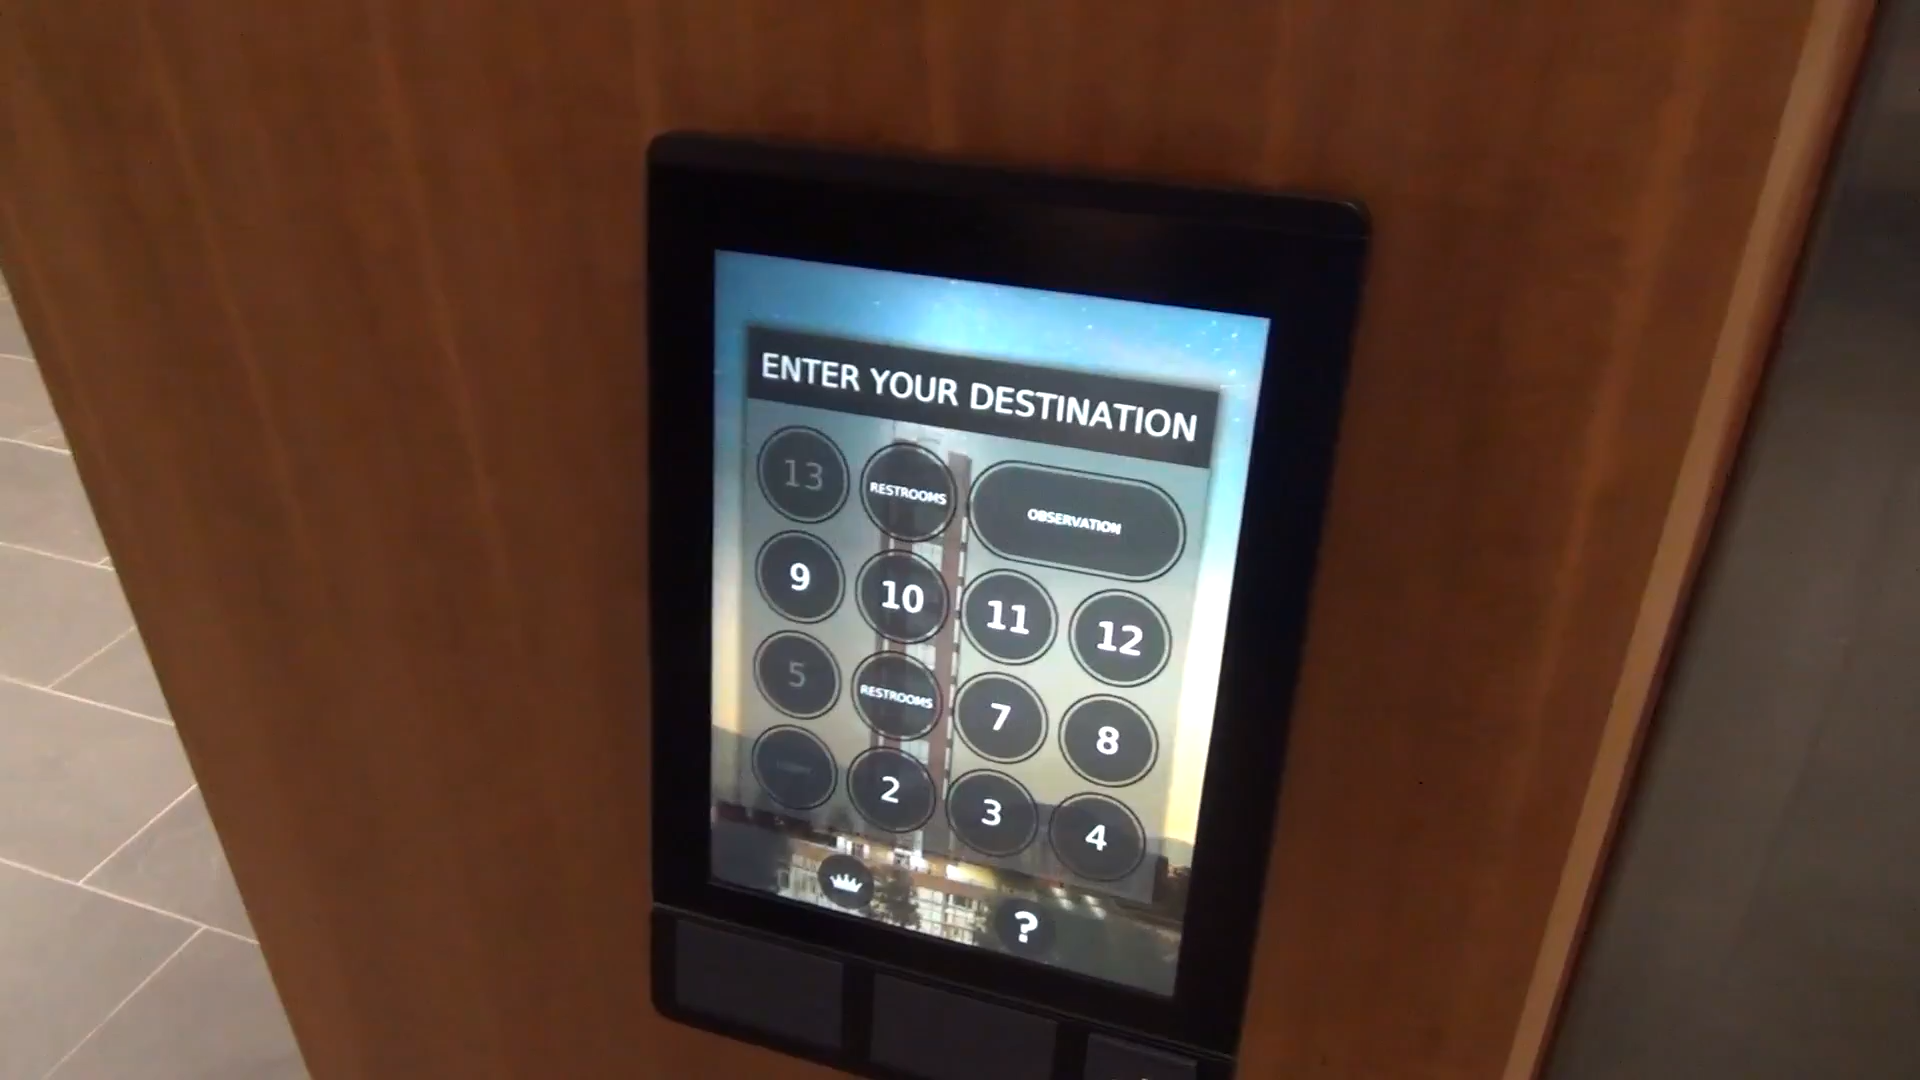 ENTER YOUR DESTINATION
13 RESTROOMS OBSERVATION
9 10 11 12
5 RESTROOMS 7 8
2 3 4
?